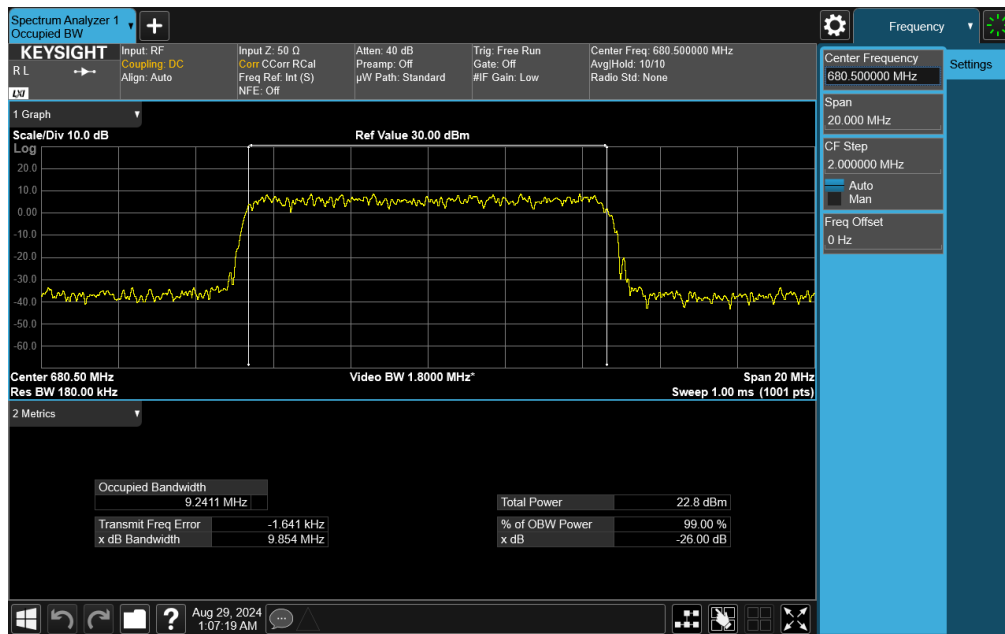 Spectrum Analyzer 1
Occupied BW
Frequency
KEYSIGHT
R L
LXI
Input: RF
Coupling: DC
Align: Auto
Input Z: 50 Ω
Corr CCorr RCal
Freq Ref: Int (S)
NFE: Off
Atten: 40 dB
Preamp: Off
µW Path: Standard
Trig: Free Run
Gate: Off
#IF Gain: Low
Center Freq: 680.500000 MHz
Avg|Hold: 10/10
Radio Std: None
Center Frequency
680.500000 MHz
Settings
Span
20.000 MHz
CF Step
2.000000 MHz
Auto
Man
Freq Offset
0 Hz
1 Graph
Scale/Div 10.0 dB
Ref Value 30.00 dBm
Log
20.0
10.0
0.00
-10.0
-20.0
-30.0
-40.0
-50.0
-60.0
Center 680.50 MHz
Video BW 1.8000 MHz*
Span 20 MHz
Res BW 180.00 kHz
Sweep 1.00 ms (1001 pts)
2 Metrics
Occupied Bandwidth
9.2411 MHz
Total Power 22.8 dBm
Transmit Freq Error -1.641 kHz
% of OBW Power 99.00 %
x dB Bandwidth 9.854 MHz
x dB -26.00 dB
?
Aug 29, 2024
1:07:19 AM